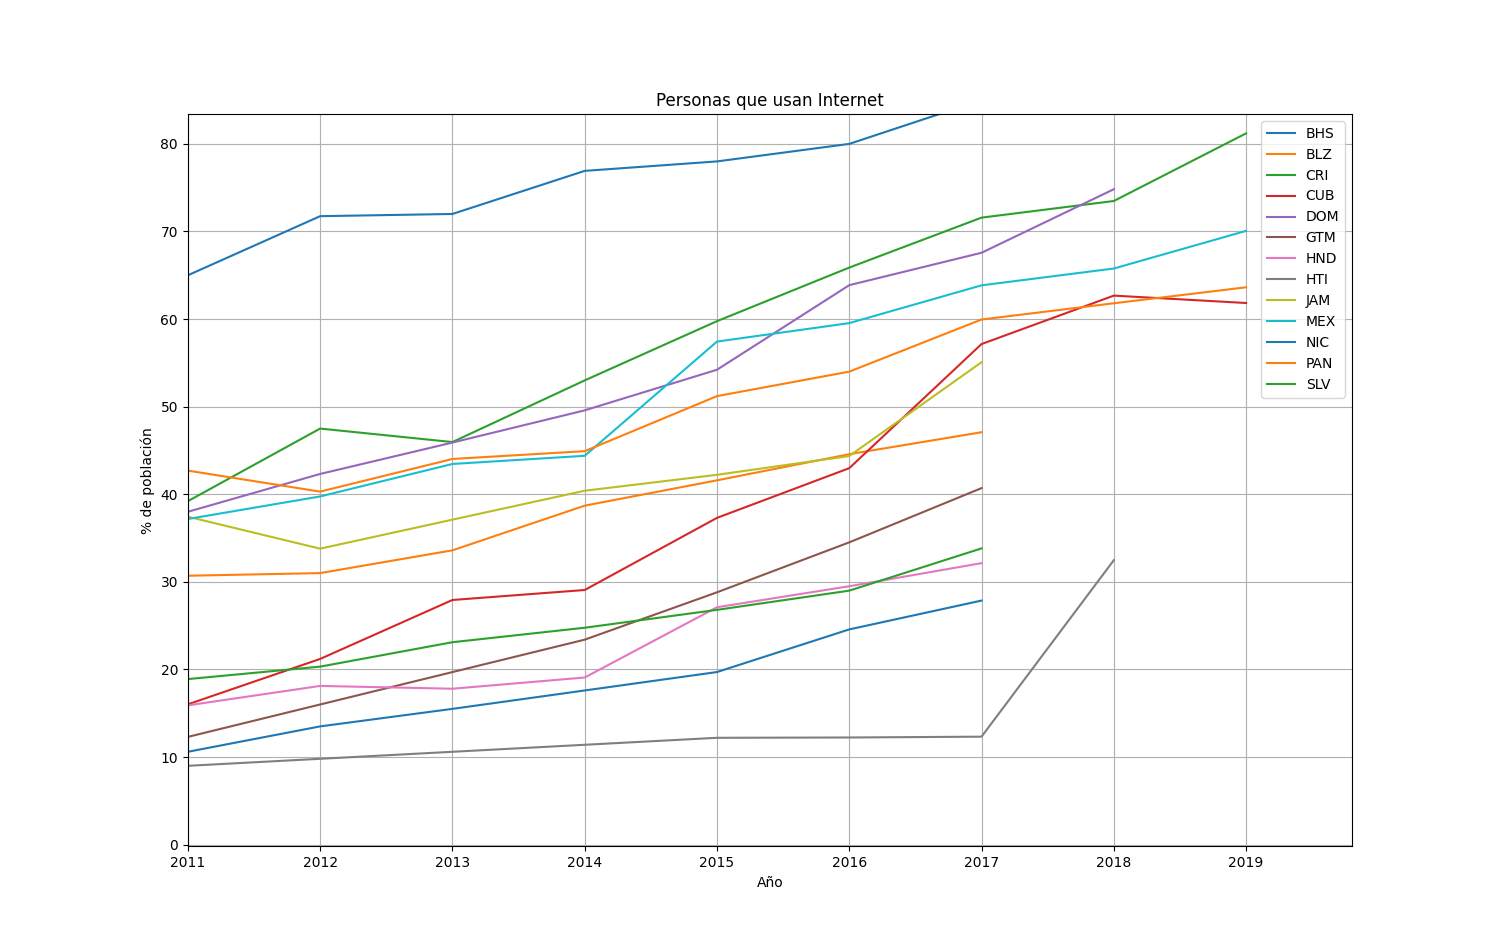 Personas que usan Internet
% de población
80
70
60
50
40
30
20
10
0
2011 2012 2013 2014 2015 2016 2017 2018 2019
Año
BHS
BLZ
CRI
CUB
DOM
GTM
HND
HTI
JAM
MEX
NIC
PAN
SLV